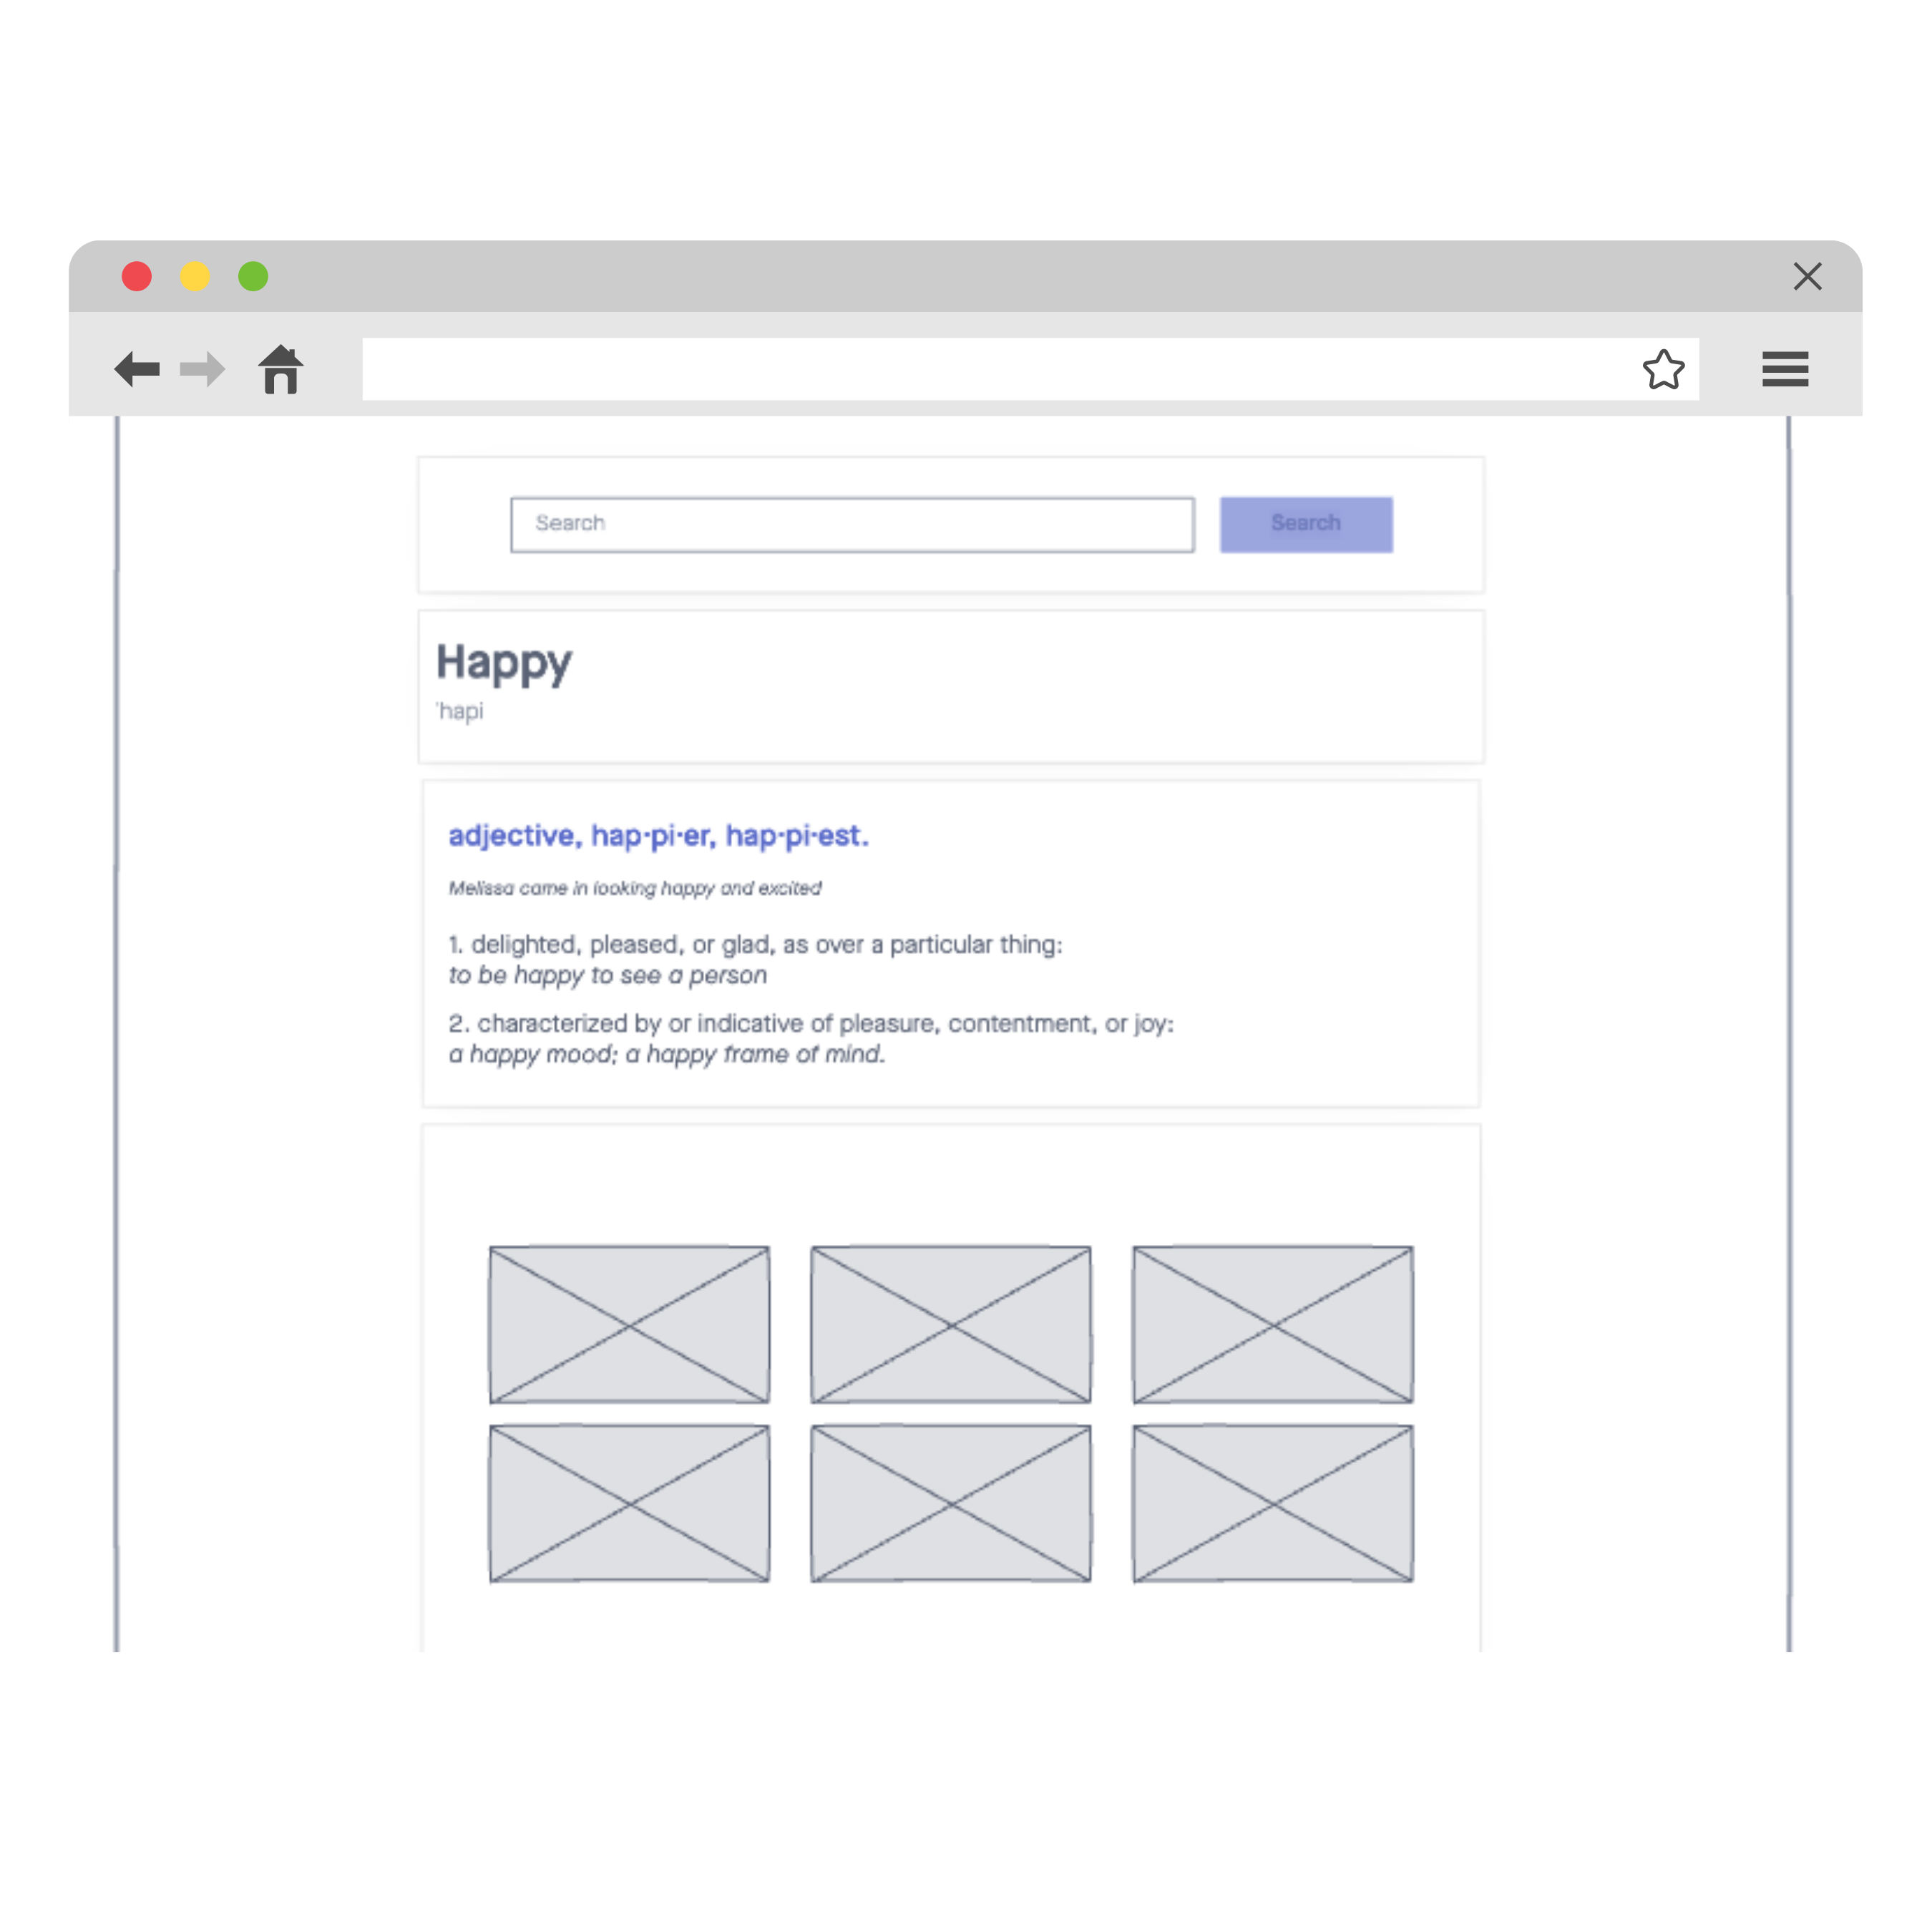 Search
Search
Happy
'hapi
adjective, hap·pi·er, hap·pi·est.
Melissa came in looking happy and excited
1. delighted, pleased, or glad, as over a particular thing:
to be happy to see a person
2. characterized by or indicative of pleasure, contentment, or joy:
a happy mood; a happy frame of mind.